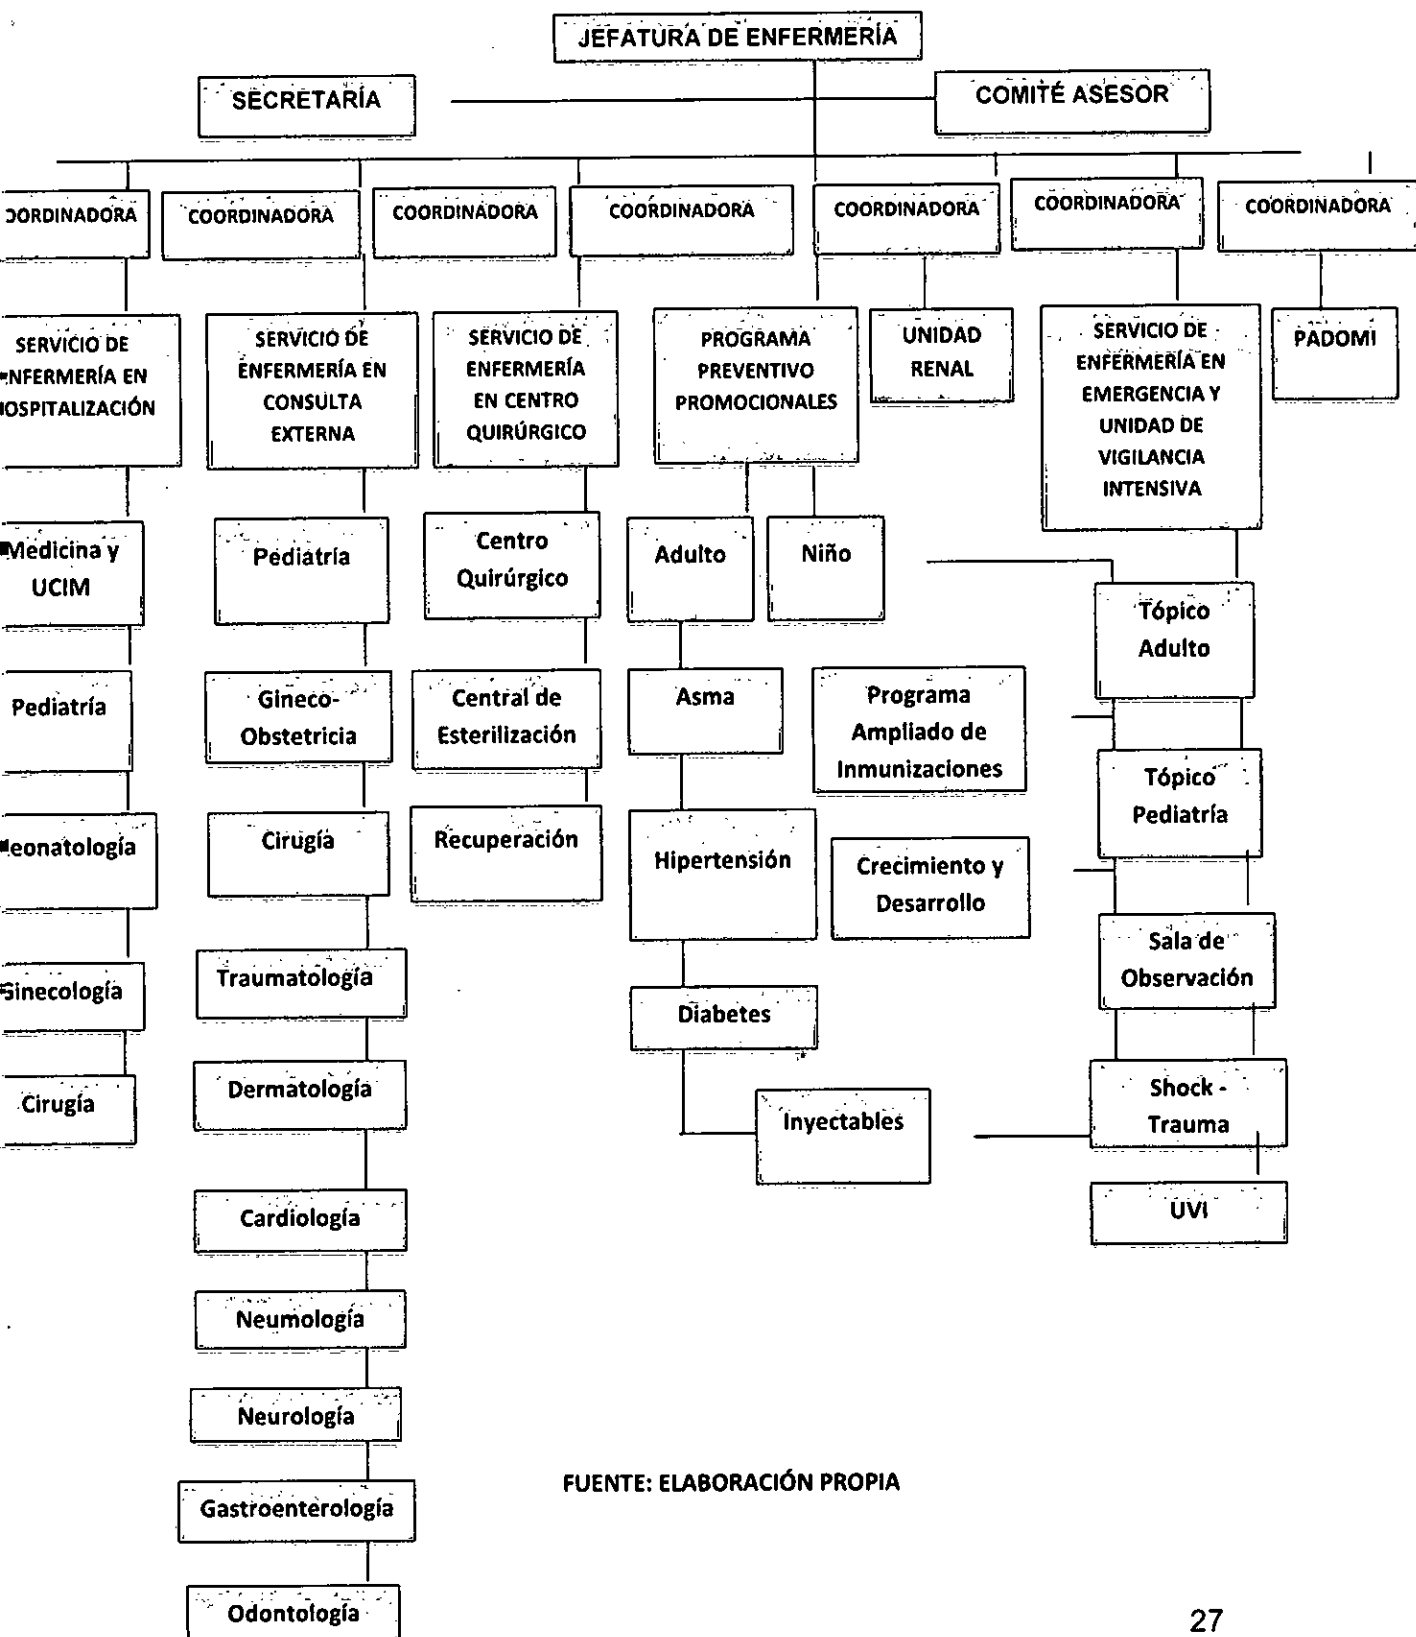 JEFATURA DE ENFERMERÍA
SECRETARÍA
COMITÉ ASESOR
OORDINADORA
COORDINADORA
COORDINADORA
COORDINADORA
COORDINADORA
COORDINADORA
COORDINADORA
SERVICIO DE
NFERMERÍA EN
HOSPITALIZACIÓN
SERVICIO DE
ENFERMERÍA EN
CONSULTA
EXTERNA
SERVICIO DE
ENFERMERÍA
EN CENTRO
QUIRÚRGICO
PROGRAMA
PREVENTIVO
PROMOCIONALES
UNIDAD
RENAL
SERVICIO DE
ENFERMERÍA EN
EMERGENCIA Y
UNIDAD DE
VIGILANCIA
INTENSIVA
PADOMI
Medicina y
UCIM
Pediatría
eonatología
Ginecología
Cirugía
Pediatría
Gineco-
Obstetricia
Cirugía
Traumatología
Dermatología
Cardiología
Neumología
Neurología
Gastroenterología
Odontología
Centro
Quirúrgico
Central de
Esterilización
Recuperación
Adulto
Niño
Asma
Hipertensión
Diabetes
Inyectables
Programa
Ampliado de
Inmunizaciones
Crecimiento y
Desarrollo
Tópico
Adulto
Tópico
Pediatría
Sala de
Observación
Shock -
Trauma
UVI
FUENTE: ELABORACIÓN PROPIA
27